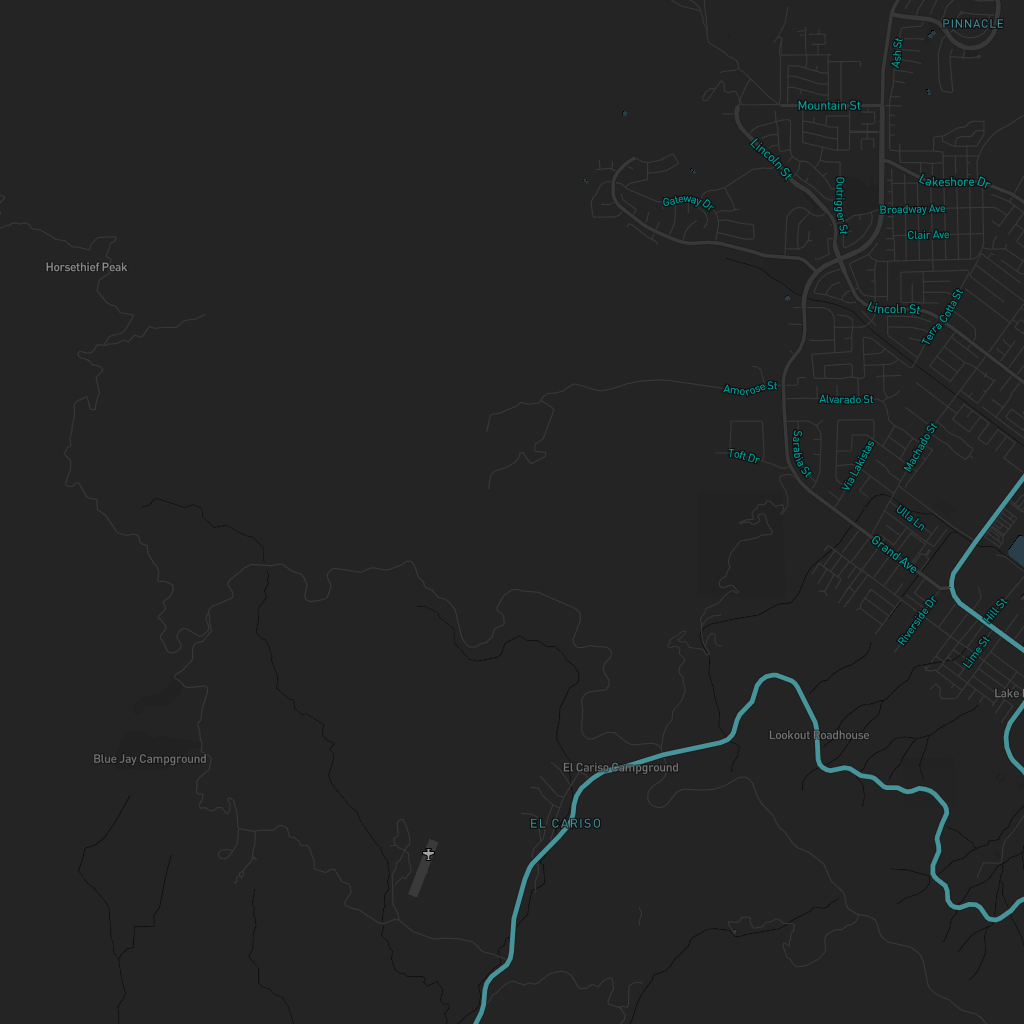 PINNACLE
Ash St
Mountain St
Lincoln St
Lakeshore Dr
Outrigger St
Gateway Dr
Broadway Ave
Clair Ave
Horsethief Peak
Lincoln St
Terra Cotta St
Amorose St
Alvarado St
Sarabia St
Machado St
Toft Dr
Via Lakistas
Ulla Ln
Grand Ave
Riverside Dr
Hill St
Lime St
Lake
Lookout Roadhouse
Blue Jay Campground
El Cariso Campground
EL CARISO